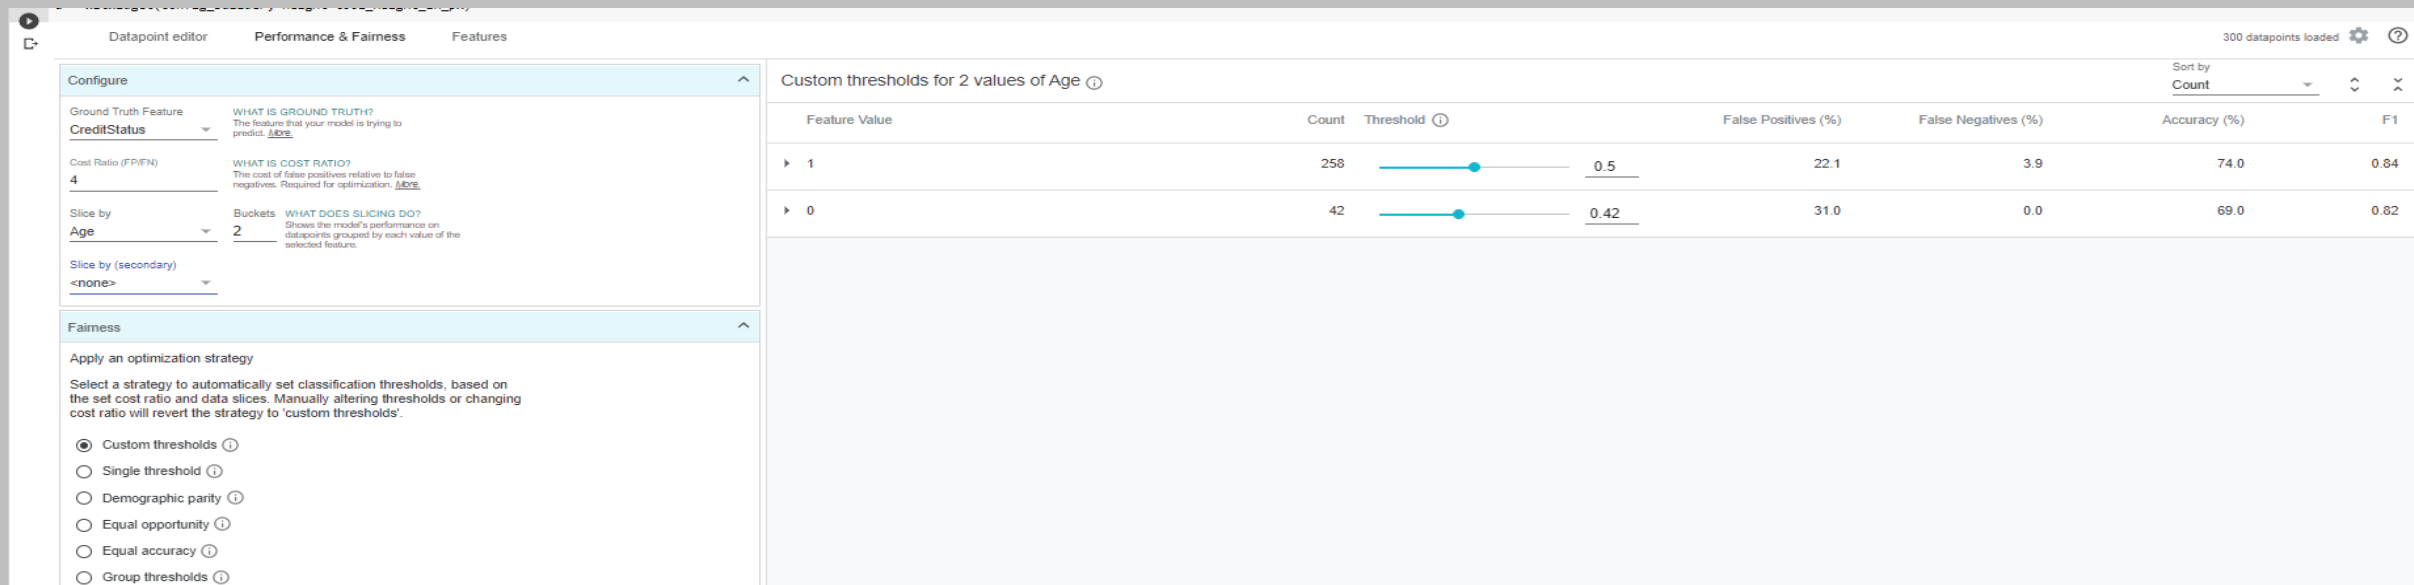 Datapoint editor Performance & Fairness Features
300 datapoints loaded
Configure
Ground Truth Feature
CreditStatus
WHAT IS GROUND TRUTH?
The feature that your model is trying to
predict. More.
Cost Ratio (FP/FN)
4
WHAT IS COST RATIO?
The cost of false positives relative to false
negatives. Required for optimization. More.
Slice by
Age
Buckets
2
WHAT DOES SLICING DO?
Shows the model's performance on
datapoints grouped by each value of the
selected feature.
Slice by (secondary)
<none>
Fairness
Apply an optimization strategy
Select a strategy to automatically set classification thresholds, based on
the set cost ratio and data slices. Manually altering thresholds or changing
cost ratio will revert the strategy to 'custom thresholds'.
Custom thresholds
Single threshold
Demographic parity
Equal opportunity
Equal accuracy
Group thresholds
Custom thresholds for 2 values of Age
Sort by
Count
Feature Value Count Threshold False Positives (%) False Negatives (%) Accuracy (%) F1
1 258 0.5 22.1 3.9 74.0 0.84
0 42 0.42 31.0 0.0 69.0 0.82